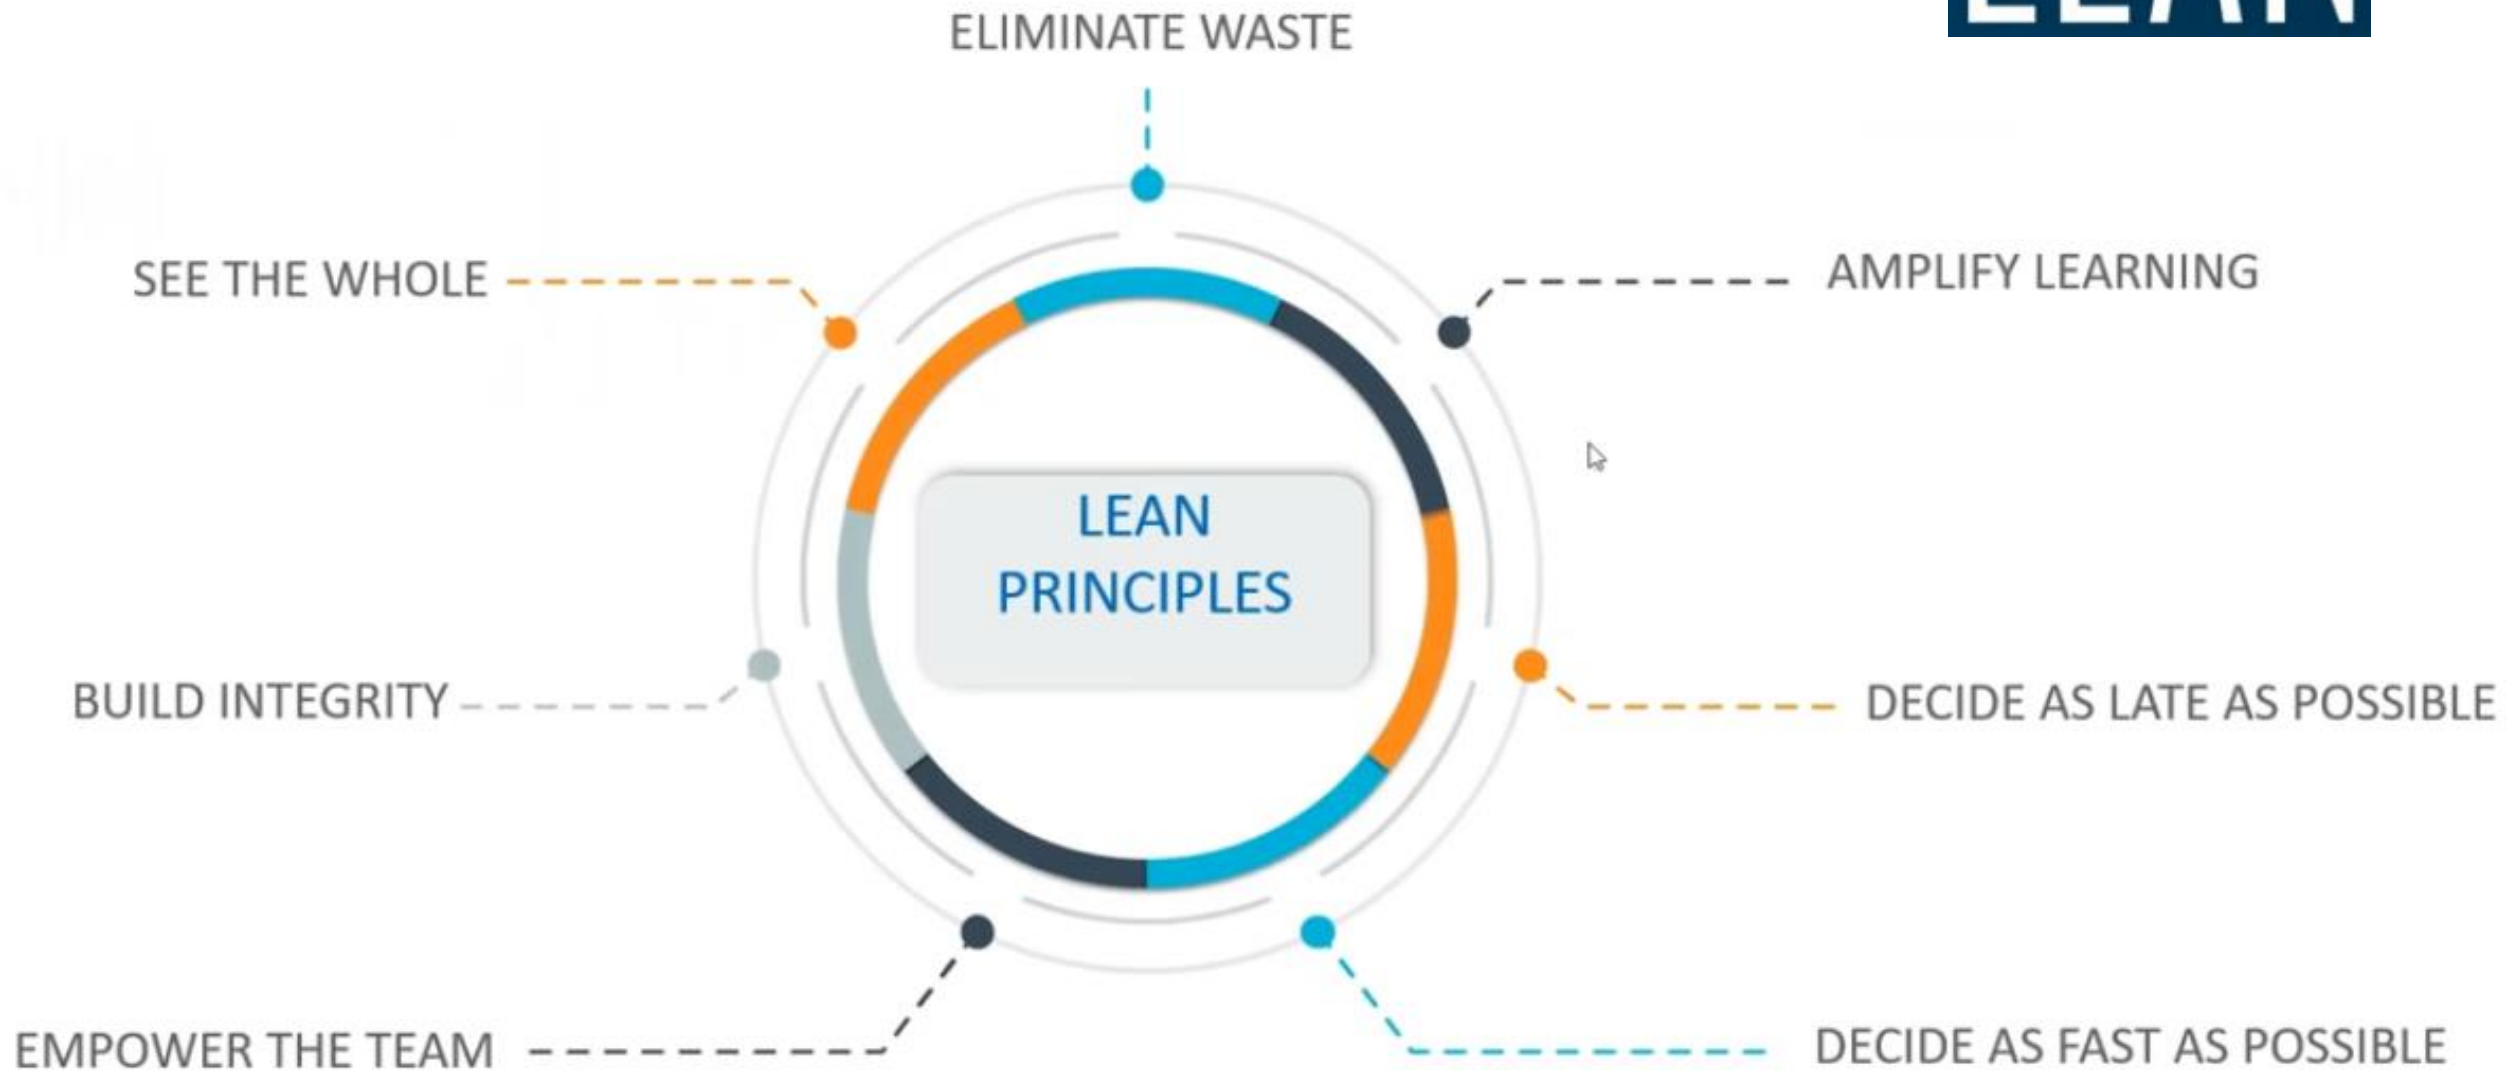 LEAN
ELIMINATE WASTE
SEE THE WHOLE
AMPLIFY LEARNING
LEAN
PRINCIPLES
BUILD INTEGRITY
DECIDE AS LATE AS POSSIBLE
EMPOWER THE TEAM
DECIDE AS FAST AS POSSIBLE